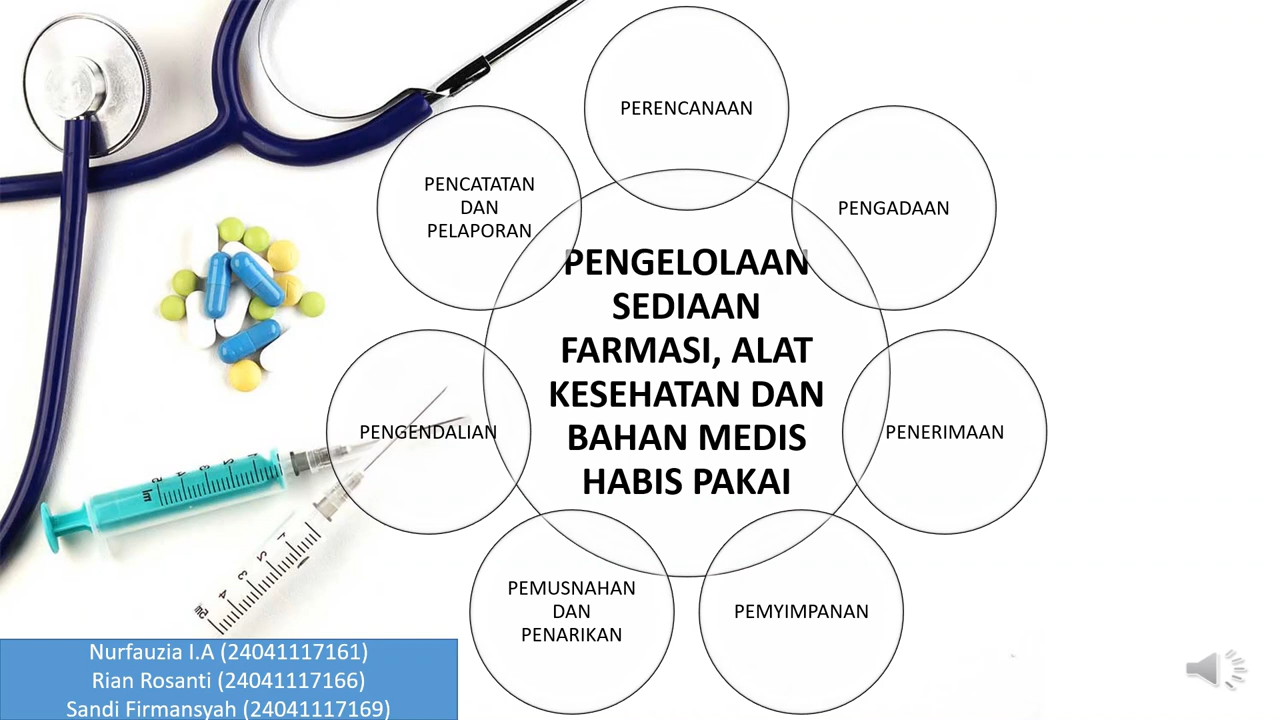 PERENCANAAN
PENGADAAN
PENERIMAAN
PEMYIMPANAN
PEMUSNAHAN
DAN
PENARIKAN
PENGENDALIAN
PENCATATAN
DAN
PELAPORAN
PENGELOLAAN
SEDIAAN
FARMASI, ALAT
KESEHATAN DAN
BAHAN MEDIS
HABIS PAKAI
Nurfauzia I.A (24041117161)
Rian Rosanti (24041117166)
Sandi Firmansyah (24041117169)